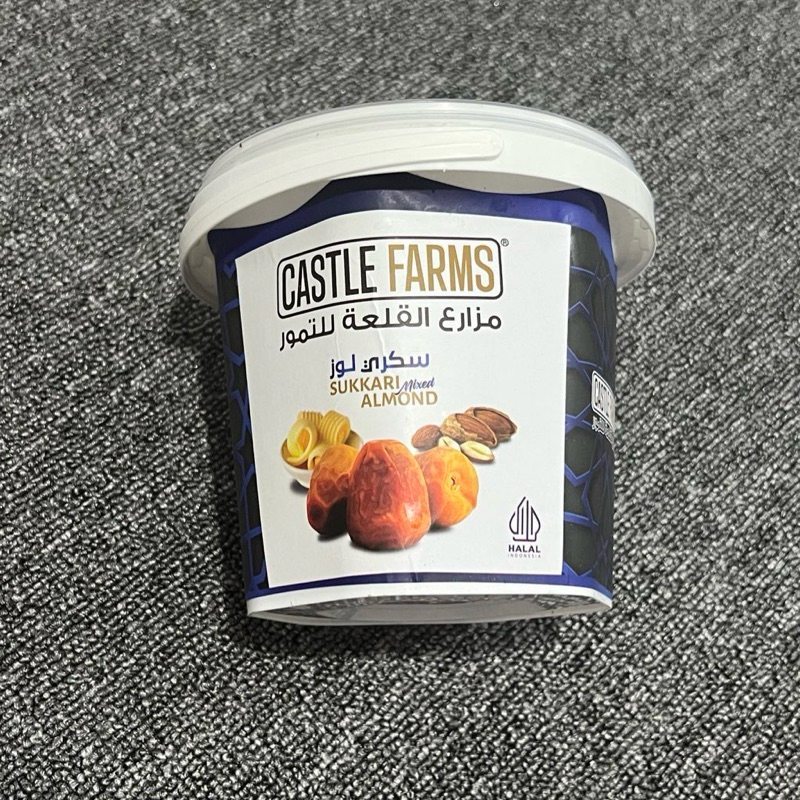 CASTLE FARMS®
مزارع القلعة للتمور
سكري لوز
SUKKARI Mixed
ALMOND
HALAL
INDONESIA